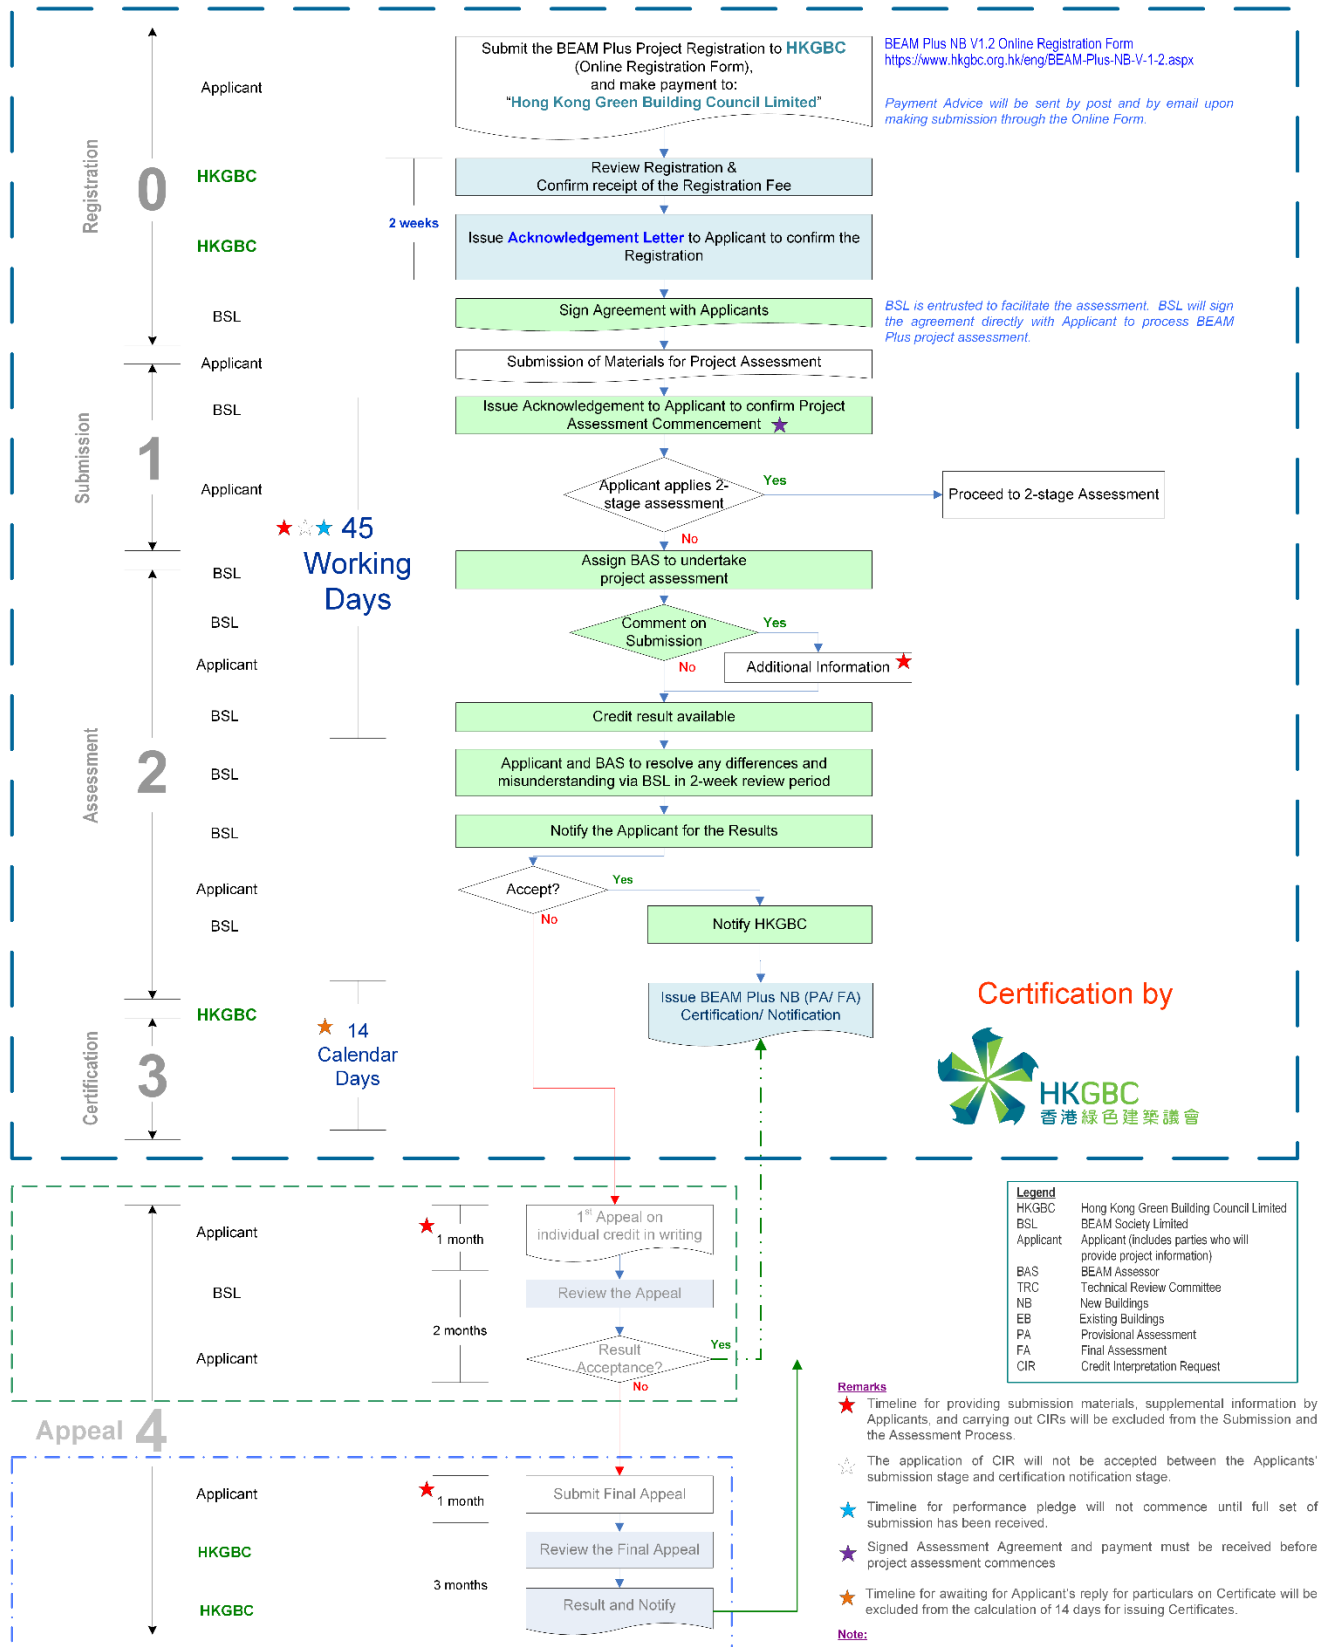 Submit the BEAM Plus Project Registration to HKGBC
(Online Registration Form),
and make payment to:
"Hong Kong Green Building Council Limited"
BEAM Plus NB V1.2 Online Registration Form
https://www.hkgbc.org.hk/eng/BEAM-Plus-NB-V-1-2.aspx
Payment Advice will be sent by post and by email upon
making submission through the Online Form.
Applicant
Registration
0
HKGBC
Review Registration &
Confirm receipt of the Registration Fee
2 weeks
HKGBC
Issue Acknowledgement Letter to Applicant to confirm the
Registration
BSL
Sign Agreement with Applicants
BSL is entrusted to facilitate the assessment. BSL will sign
the agreement directly with Applicant to process BEAM
Plus project assessment.
Applicant
Submission of Materials for Project Assessment
Submission
1
BSL
Issue Acknowledgement to Applicant to confirm Project
Assessment Commencement
Applicant
Applicant applies 2-
stage assessment
Yes
Proceed to 2-stage Assessment
No
45
Working
Days
BSL
Assign BAS to undertake
project assessment
BSL
Comment on
Submission
Yes
No
Applicant
Additional Information
BSL
Credit result available
Assessment
2
BSL
Applicant and BAS to resolve any differences and
misunderstanding via BSL in 2-week review period
BSL
Notify the Applicant for the Results
Applicant
Accept?
Yes
No
BSL
Notify HKGBC
Certification
3
HKGBC
14
Calendar
Days
Issue BEAM Plus NB (PA/ FA)
Certification/ Notification
Certification by
HKGBC
香港綠色建築議會
Applicant
1 month
1st Appeal on
individual credit in writing
BSL
Review the Appeal
2 months
Applicant
Result
Acceptance?
Yes
No
Appeal 4
Applicant
1 month
Submit Final Appeal
HKGBC
Review the Final Appeal
3 months
HKGBC
Result and Notify
Legend
HKGBC Hong Kong Green Building Council Limited
BSL BEAM Society Limited
Applicant Applicant (includes parties who will
provide project information)
BAS BEAM Assessor
TRC Technical Review Committee
NB New Buildings
EB Existing Buildings
PA Provisional Assessment
FA Final Assessment
CIR Credit Interpretation Request
Remarks
Timeline for providing submission materials, supplemental information by
Applicants, and carrying out CIRs will be excluded from the Submission and
the Assessment Process.
The application of CIR will not be accepted between the Applicants'
submission stage and certification notification stage.
Timeline for performance pledge will not commence until full set of
submission has been received.
Signed Assessment Agreement and payment must be received before
project assessment commences
Timeline for awaiting for Applicant's reply for particulars on Certificate will be
excluded from the calculation of 14 days for issuing Certificates.
Note: